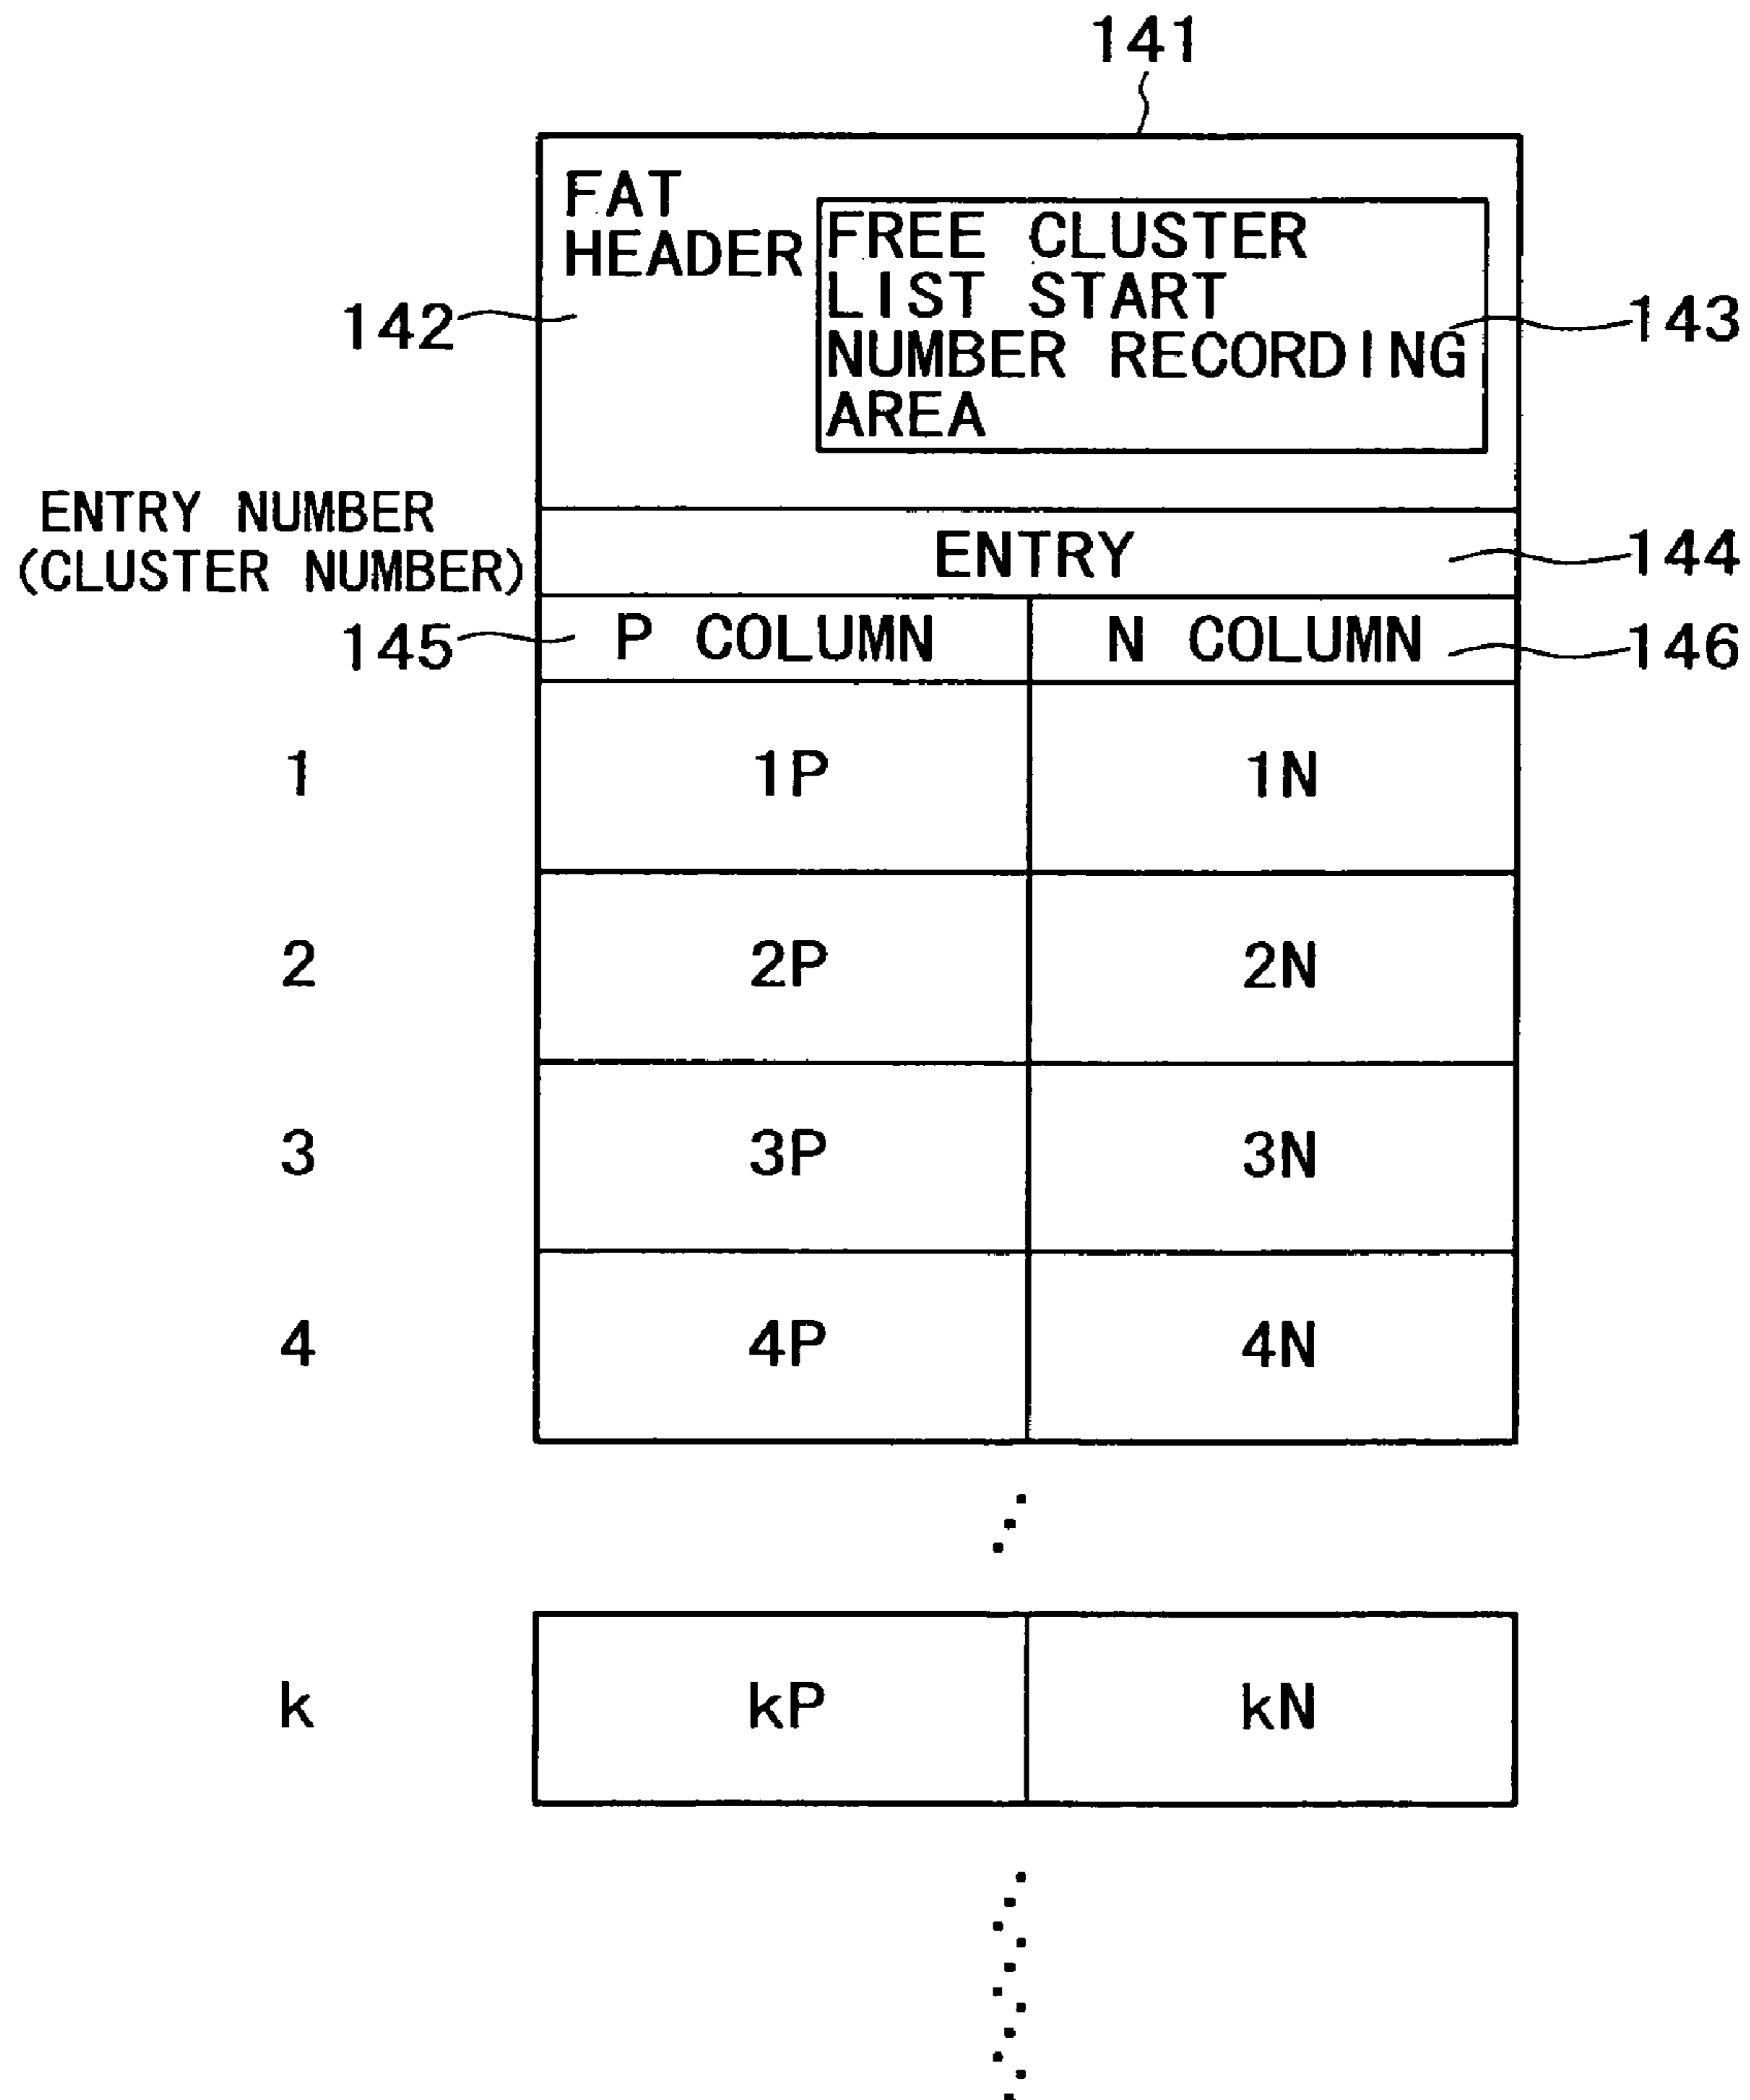 141
FAT
HEADER
FREE CLUSTER
LIST START
NUMBER RECORDING
AREA
142
143
ENTRY NUMBER
(CLUSTER NUMBER)
ENTRY
144
145
P COLUMN
N COLUMN
146
1
1P
1N
2
2P
2N
3
3P
3N
4
4P
4N
k
kP
kN